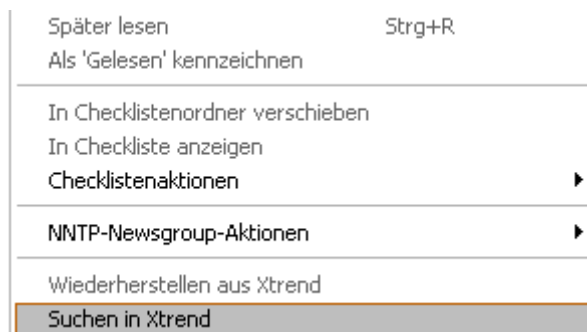 Später lesen Strg+R
Als 'Gelesen' kennzeichnen
In Checklistenordner verschieben
In Checkliste anzeigen
Checklistenaktionen
NNTP-Newsgroup-Aktionen
Wiederherstellen aus Xtrend
Suchen in Xtrend